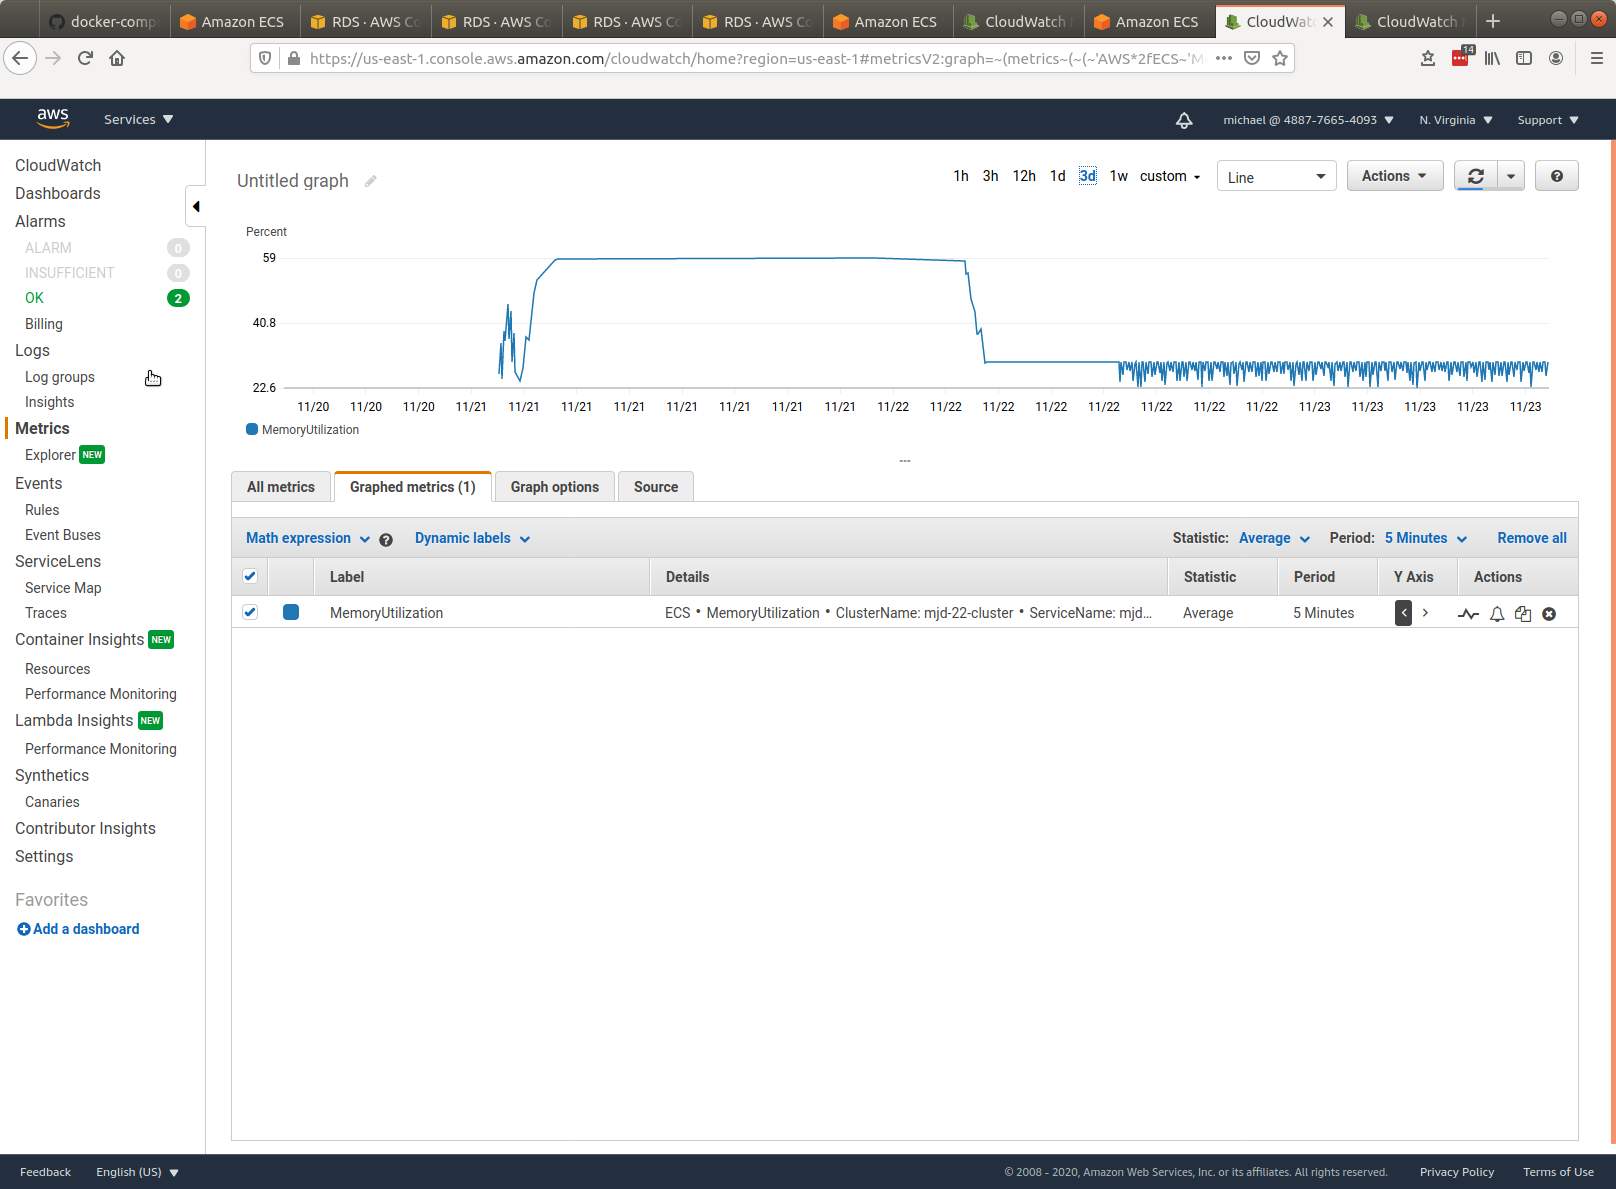 docker-comp
Amazon ECS
RDS · AWS Co
RDS · AWS Co
RDS · AWS Co
RDS · AWS Co
Amazon ECS
CloudWatch
Amazon ECS
CloudWat
CloudWatch
https://us-east-1.console.aws.amazon.com/cloudwatch/home?region=us-east-1#metricsV2:graph=~(metrics~(~(~'AWS*2fECS~'M
14
aws
Services
michael @ 4887-7665-4093
N. Virginia
Support
CloudWatch
Dashboards
Alarms
ALARM 0
INSUFFICIENT 0
OK 2
Billing
Logs
Log groups
Insights
Metrics
Explorer NEW
Events
Rules
Event Buses
ServiceLens
Service Map
Traces
Container Insights NEW
Resources
Performance Monitoring
Lambda Insights NEW
Performance Monitoring
Synthetics
Canaries
Contributor Insights
Settings
Favorites
Add a dashboard
Untitled graph
1h 3h 12h 1d 3d 1w custom
Line
Actions
Percent
59
40.8
22.6
11/20 11/20 11/20 11/21 11/21 11/21 11/21 11/21 11/21 11/21 11/21 11/22 11/22 11/22 11/22 11/22 11/22 11/22 11/22 11/23 11/23 11/23 11/23 11/23
MemoryUtilization
All metrics
Graphed metrics (1)
Graph options
Source
Math expression
Dynamic labels
Statistic: Average
Period: 5 Minutes
Remove all
Label Details Statistic Period Y Axis Actions
MemoryUtilization ECS • MemoryUtilization • ClusterName: mjd-22-cluster • ServiceName: mjd... Average 5 Minutes
Feedback
English (US)
© 2008 - 2020, Amazon Web Services, Inc. or its affiliates. All rights reserved.
Privacy Policy
Terms of Use